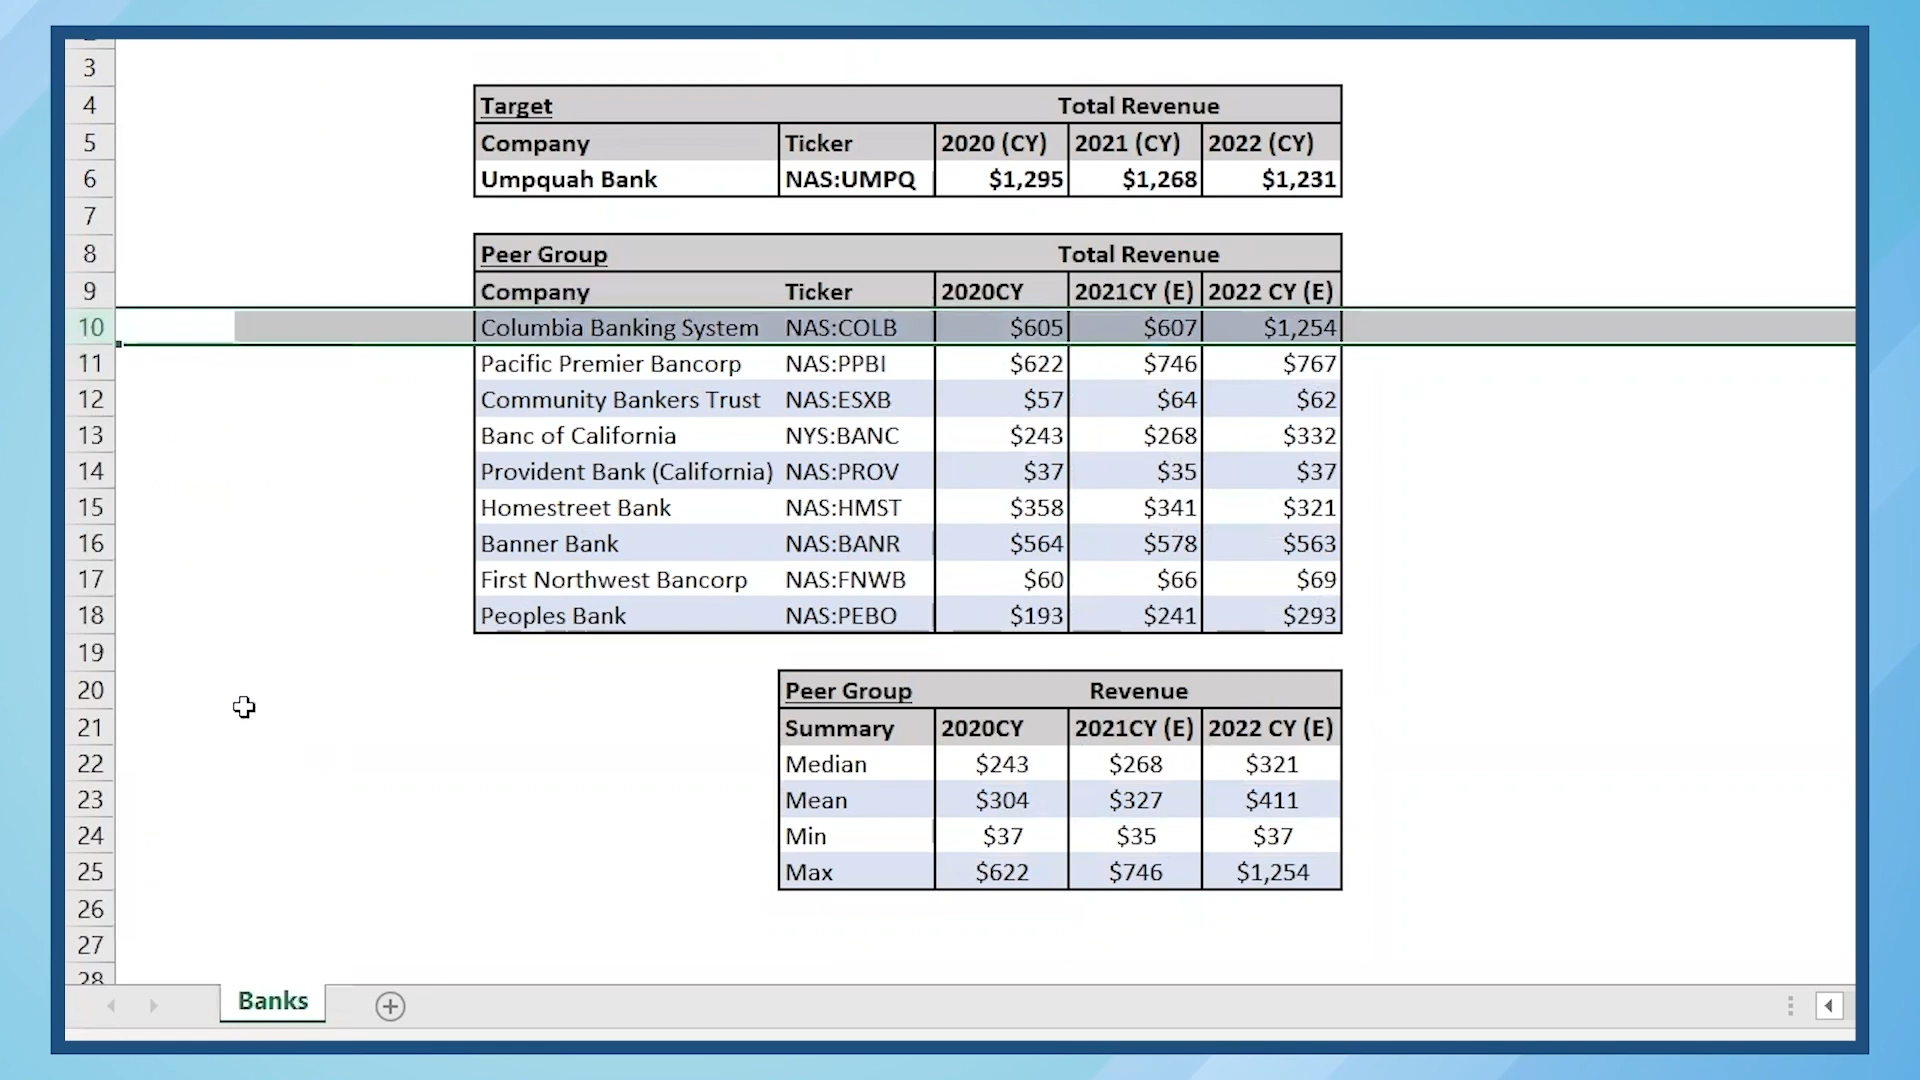 3
4 Target Total Revenue
5 Company Ticker 2020 (CY) 2021 (CY) 2022 (CY)
6 Umpquah Bank NAS:UMPQ $1,295 $1,268 $1,231
7
8 Peer Group Total Revenue
9 Company Ticker 2020CY 2021CY (E) 2022 CY (E)
10 Columbia Banking System NAS:COLB $605 $607 $1,254
11 Pacific Premier Bancorp NAS:PPBI $622 $746 $767
12 Community Bankers Trust NAS:ESXB $57 $64 $62
13 Banc of California NYS:BANC $243 $268 $332
14 Provident Bank (California) NAS:PROV $37 $35 $37
15 Homestreet Bank NAS:HMST $358 $341 $321
16 Banner Bank NAS:BANR $564 $578 $563
17 First Northwest Bancorp NAS:FNWB $60 $66 $69
18 Peoples Bank NAS:PEBO $193 $241 $293
19
20 Peer Group Revenue
21 Summary 2020CY 2021CY (E) 2022 CY (E)
22 Median $243 $268 $321
23 Mean $304 $327 $411
24 Min $37 $35 $37
25 Max $622 $746 $1,254
26
27
28
Banks